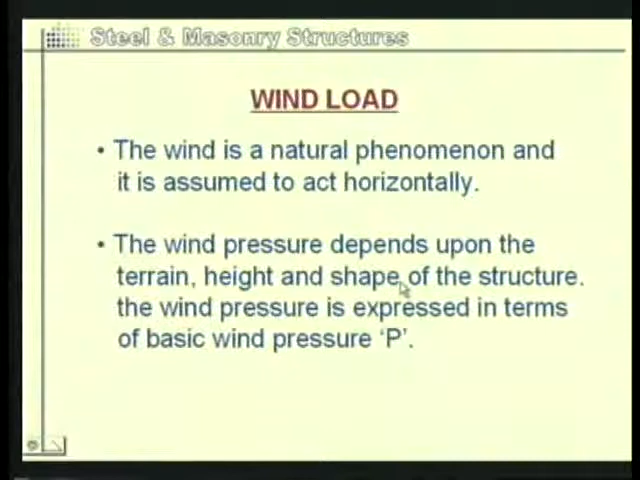 Steel & Masonry Structures
WIND LOAD
• The wind is a natural phenomenon and
it is assumed to act horizontally.
• The wind pressure depends upon the
terrain, height and shape of the structure.
the wind pressure is expressed in terms
of basic wind pressure ‘P’.